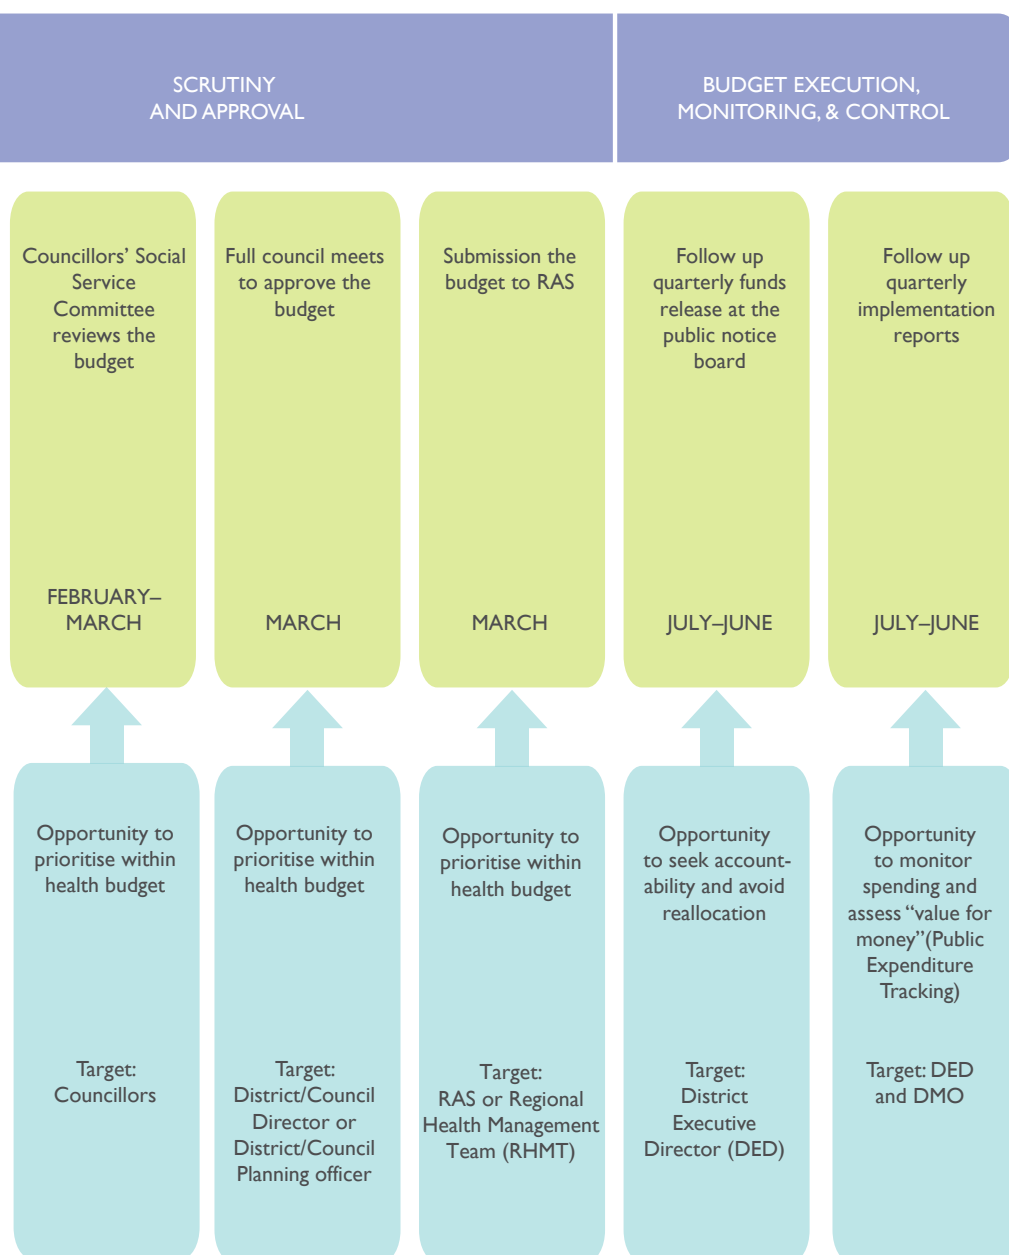 SCRUTINY
AND APPROVAL
BUDGET EXECUTION,
MONITORING, & CONTROL
Councillors’ Social
Service
Committee
reviews the
budget
FEBRUARY–
MARCH
Full council meets
to approve the
budget
MARCH
Submission the
budget to RAS
MARCH
Follow up
quarterly funds
release at the
public notice
board
JULY–JUNE
Follow up
quarterly
implementation
reports
JULY–JUNE
Opportunity to
prioritise within
health budget
Target:
Councillors
Opportunity to
prioritise within
health budget
Target:
District/Council
Director or
District/Council
Planning officer
Opportunity to
prioritise within
health budget
Target:
RAS or Regional
Health Management
Team (RHMT)
Opportunity
to seek account-
ability and avoid
reallocation
Target:
District
Executive
Director (DED)
Opportunity
to monitor
spending and
assess “value for
money”(Public
Expenditure
Tracking)
Target: DED
and DMO